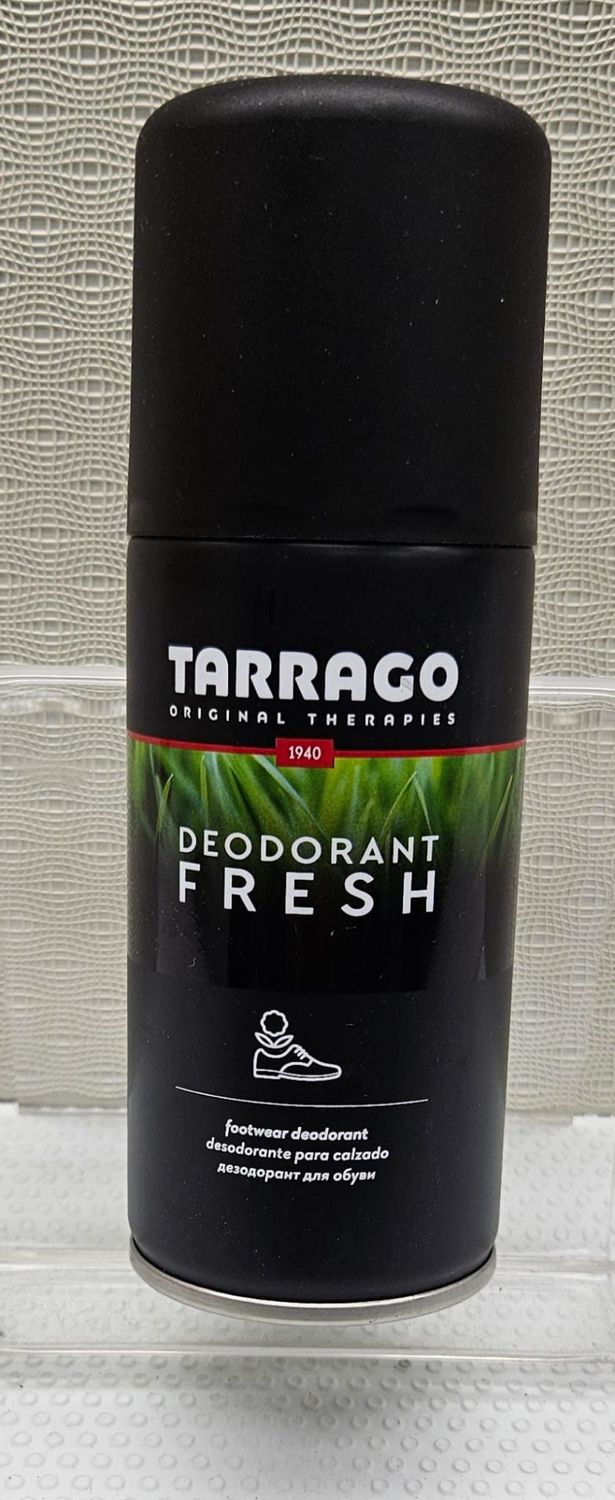 TARRAGO
ORIGINAL THERAPIES
1940
DEODORANT
FRESH
footwear deodorant
desodorante para calzado
дезодорант для обуви